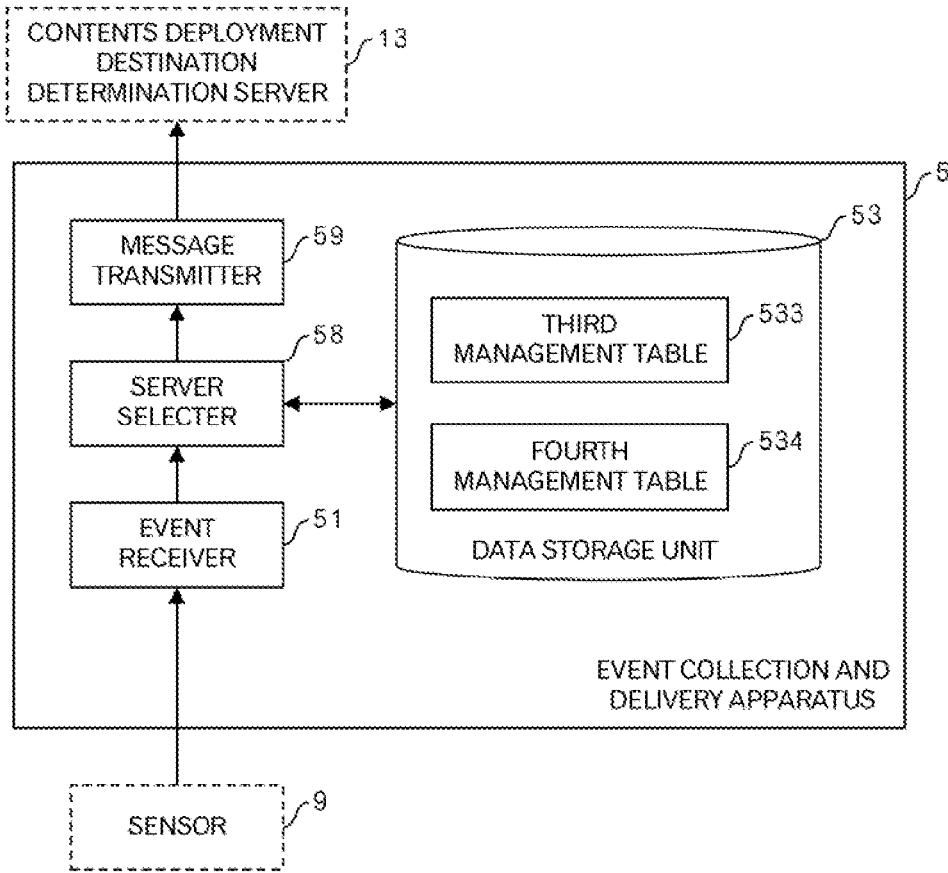 CONTENTS DEPLOYMENT
DESTINATION
DETERMINATION SERVER
13
5
MESSAGE
TRANSMITTER
59
53
THIRD
MANAGEMENT TABLE
533
58
SERVER
SELECTER
FOURTH
MANAGEMENT TABLE
534
EVENT
RECEIVER
51
DATA STORAGE UNIT
EVENT COLLECTION AND
DELIVERY APPARATUS
SENSOR
9